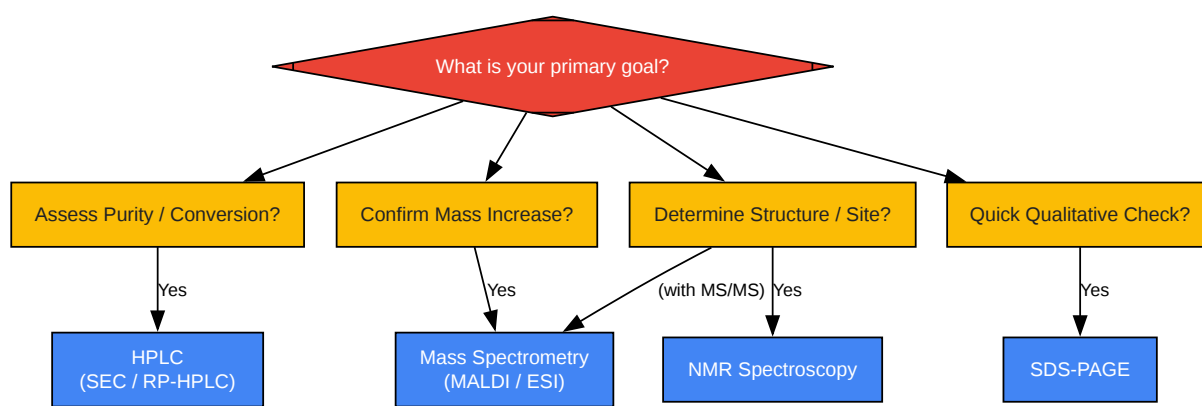 What is your primary goal?
Assess Purity / Conversion?
Confirm Mass Increase?
Determine Structure / Site?
Quick Qualitative Check?
Yes
Yes
(with MS/MS)
Yes
Yes
HPLC
(SEC / RP-HPLC)
Mass Spectrometry
(MALDI / ESI)
NMR Spectroscopy
SDS-PAGE